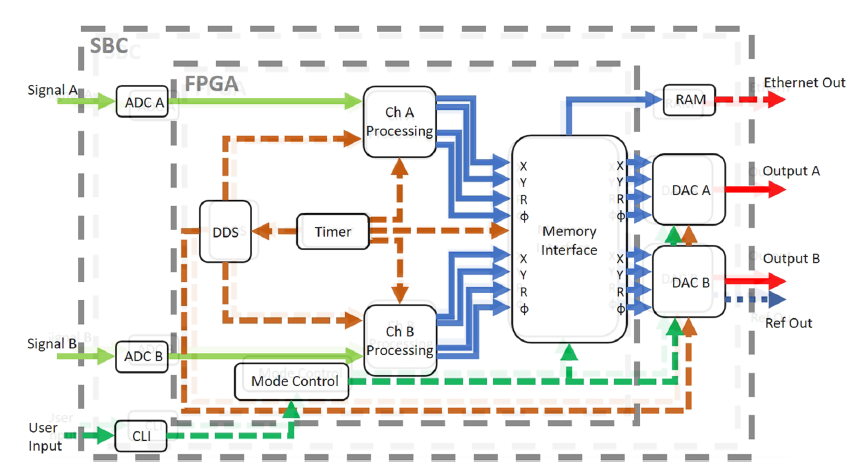 SBC
FPGA
Signal A
ADC A
Ch A
Processing
RAM
Ethernet Out
X
Y
R
ϕ
X
Y
R
ϕ
DAC A
Output A
DDS
Timer
Memory
Interface
X
Y
R
ϕ
X
Y
R
ϕ
DAC B
Output B
Ref Out
Signal B
ADC B
Ch B
Processing
Mode Control
User
Input
CLI